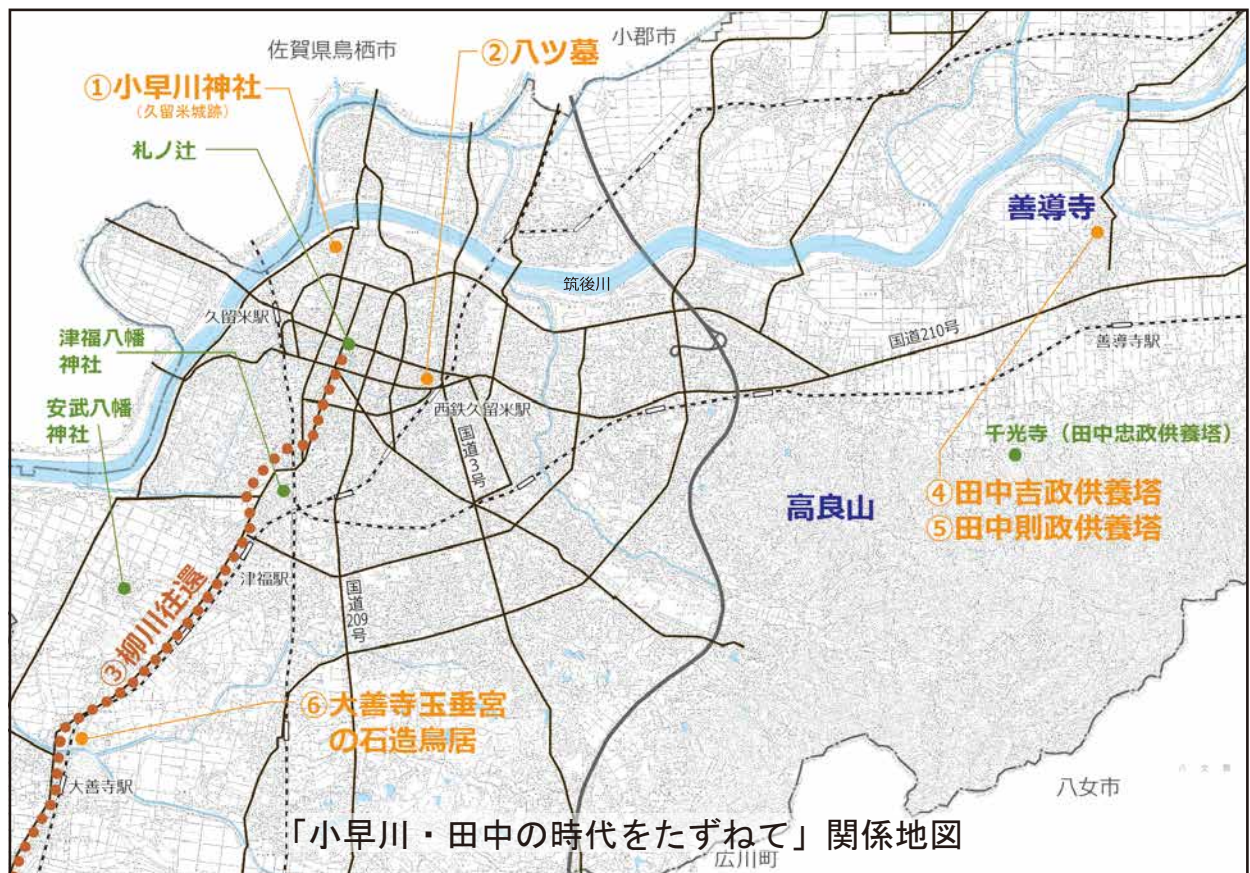 佐賀県鳥栖市
小郡市
①小早川神社
(久留米城跡)
②八ツ墓
札ノ辻
善導寺
筑後川
久留米駅
国道210号
善導寺駅
津福八幡
神社
安武八幡
神社
西鉄久留米駅
国道3号
千光寺(田中忠政供養塔)
④田中吉政供養塔
⑤田中則政供養塔
高良山
津福駅
国道209号
③柳川往還
⑥大善寺玉垂宮
の石造鳥居
大善寺駅
八女市
「小早川・田中の時代をたずねて」関係地図
広川町